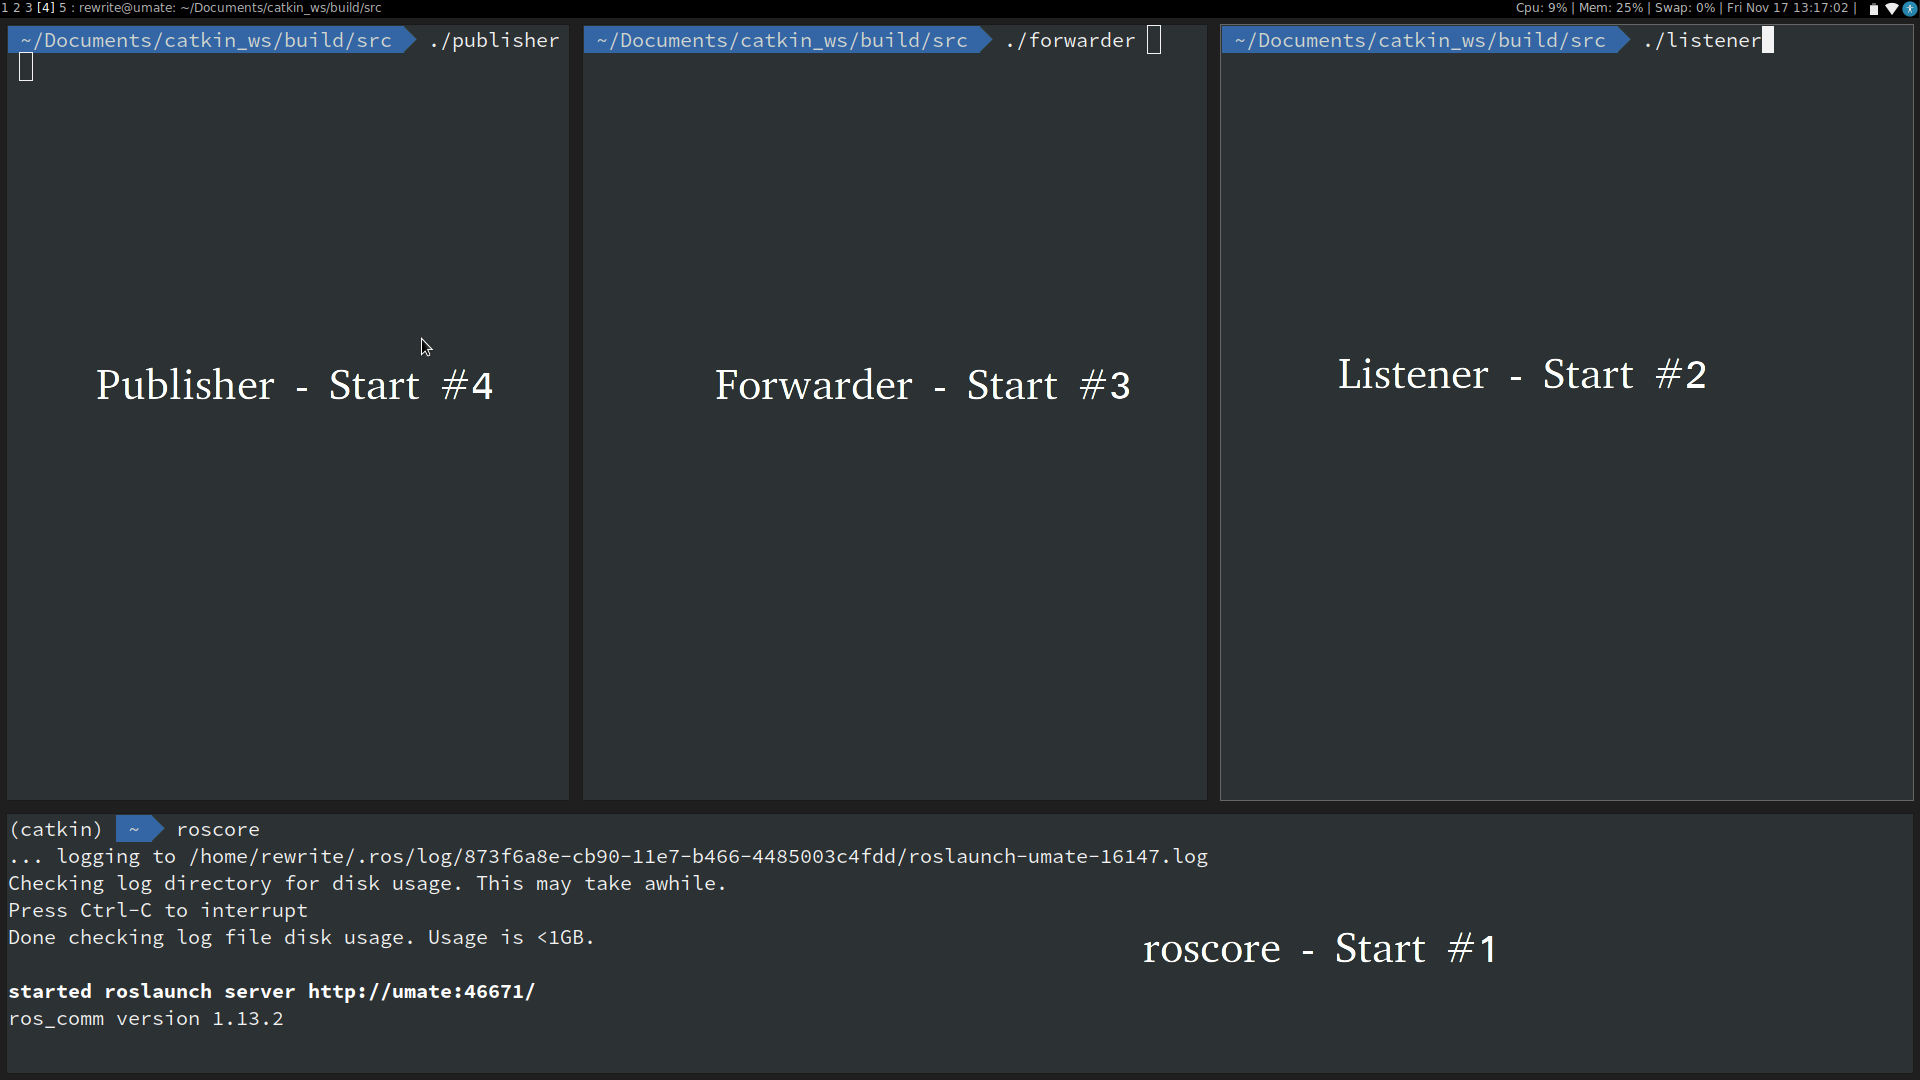 1 2 3 [4] 5 : rewrite@umate: ~/Documents/catkin_ws/build/src
Cpu: 9% | Mem: 25% | Swap: 0% | Fri Nov 17 13:17:02 |
~/Documents/catkin_ws/build/src ./publisher
Publisher - Start #4
~/Documents/catkin_ws/build/src ./forwarder
Forwarder - Start #3
~/Documents/catkin_ws/build/src ./listener
Listener - Start #2
(catkin) ~ roscore
... logging to /home/rewrite/.ros/log/873f6a8e-cb90-11e7-b466-4485003c4fdd/roslaunch-umate-16147.log
Checking log directory for disk usage. This may take awhile.
Press Ctrl-C to interrupt
Done checking log file disk usage. Usage is <1GB.
started roslaunch server http://umate:46671/
ros_comm version 1.13.2
roscore - Start #1